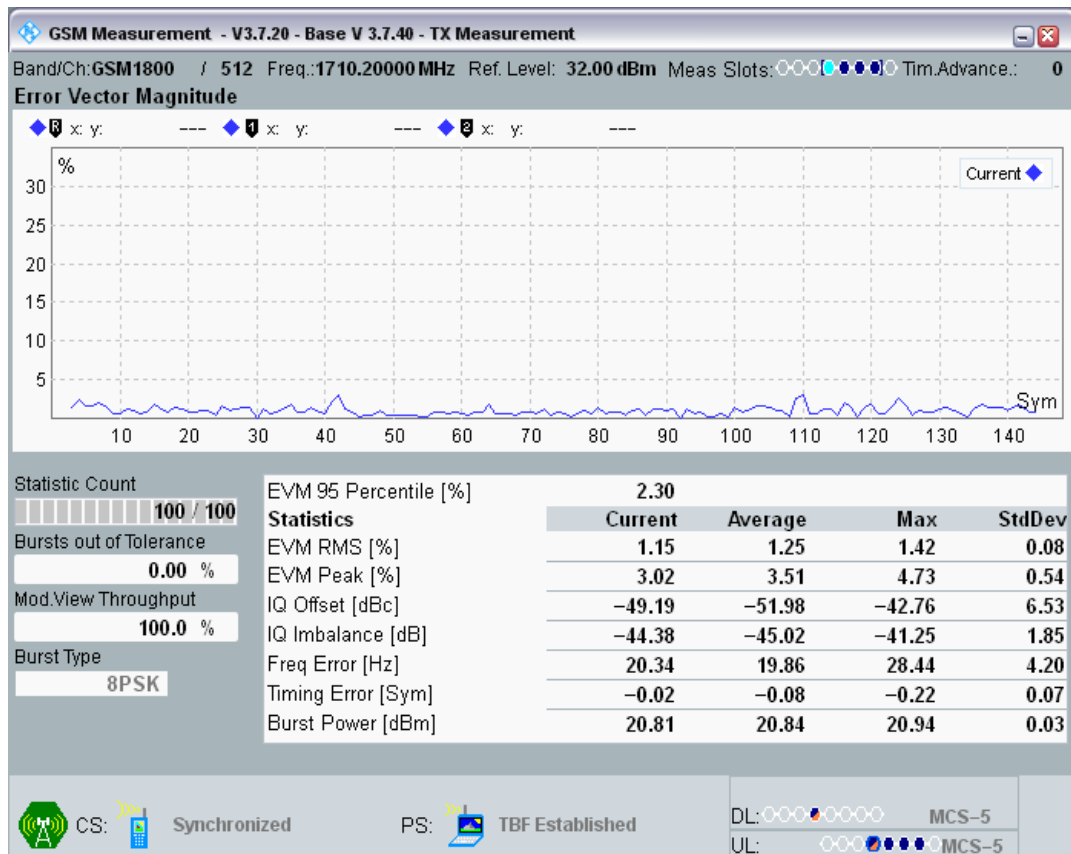 GSM Measurement - V3.7.20 - Base V 3.7.40 - TX Measurement
Band/Ch:GSM1800 / 512 Freq.:1710.20000 MHz Ref. Level: 32.00 dBm Meas Slots: Tim.Advance.: 0
Error Vector Magnitude
R x: y: --- 1 x: y: --- 2 x: y: ---
%
Current
30
25
20
15
10
5
Sym
10 20 30 40 50 60 70 80 90 100 110 120 130 140
Statistic Count
100 / 100
Bursts out of Tolerance
0.00 %
Mod.View Throughput
100.0 %
Burst Type
8PSK
EVM 95 Percentile [%] 2.30
Statistics Current Average Max StdDev
EVM RMS [%] 1.15 1.25 1.42 0.08
EVM Peak [%] 3.02 3.51 4.73 0.54
IQ Offset [dBc] −49.19 −51.98 −42.76 6.53
IQ Imbalance [dB] −44.38 −45.02 −41.25 1.85
Freq Error [Hz] 20.34 19.86 28.44 4.20
Timing Error [Sym] −0.02 −0.08 −0.22 0.07
Burst Power [dBm] 20.81 20.84 20.94 0.03
CS: Synchronized PS: TBF Established
DL: MCS−5
UL: MCS−5